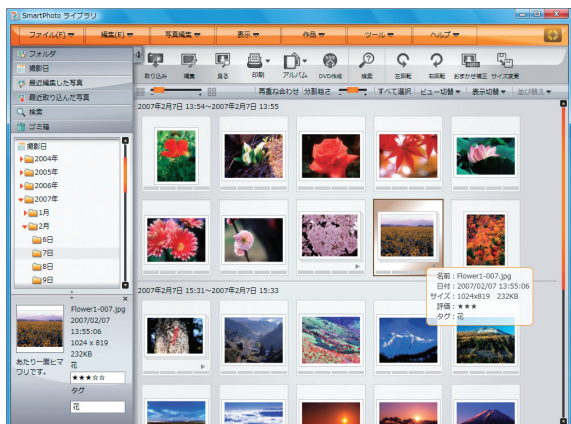 SmartPhoto ライブラリ
ファイル(F) 編集(E) 写真編集 表示 作品 ツール ヘルプ
フォルダ
撮影日
最近編集した写真
最近取り込んだ写真
検索
ゴミ箱
取り込み 編集 見る 印刷 アルバム DVD作成 検索 左回転 右回転 おまかせ補正 サイズ変更
再重ね合わせ 分割粗さ すべて選択 ビュー切替 表示切替 並び替え
撮影日
2004年
2005年
2006年
2007年
1月
2月
6日
7日
8日
9日
2007年2月7日 13:54～2007年2月7日 13:55
名前 : Flower1-007.jpg
日付 : 2007/02/07 13:55:06
サイズ : 1024x819 232KB
評価 : ★★★
タグ : 花
2007年2月7日 15:31～2007年2月7日 15:33
Flower1-007.jpg
2007/02/07
13:55:06
1024 x 819
232KB
花
★★★☆☆
タグ
花
あたり一面ヒマ
ワリです。